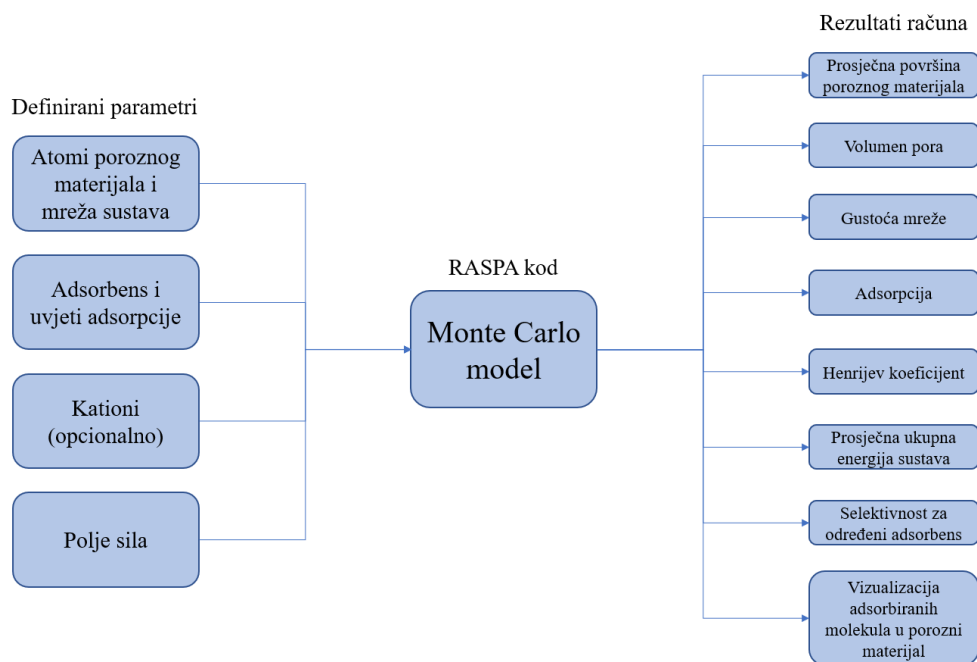 Definirani parametri
Atomi poroznog
materijala i
mreža sustava
Adsorbens i
uvjeti adsorpcije
Kationi
(opcionalno)
Polje sila
RASPA kod
Monte Carlo
model
Rezultati računa
Prosječna površina
poroznog materijala
Volumen pora
Gustoća mreže
Adsorpcija
Henrijev koeficijent
Prosječna ukupna
energija sustava
Selektivnost za
određeni adsorbens
Vizualizacija
adsorbiranih
molekula u porozni
materijal